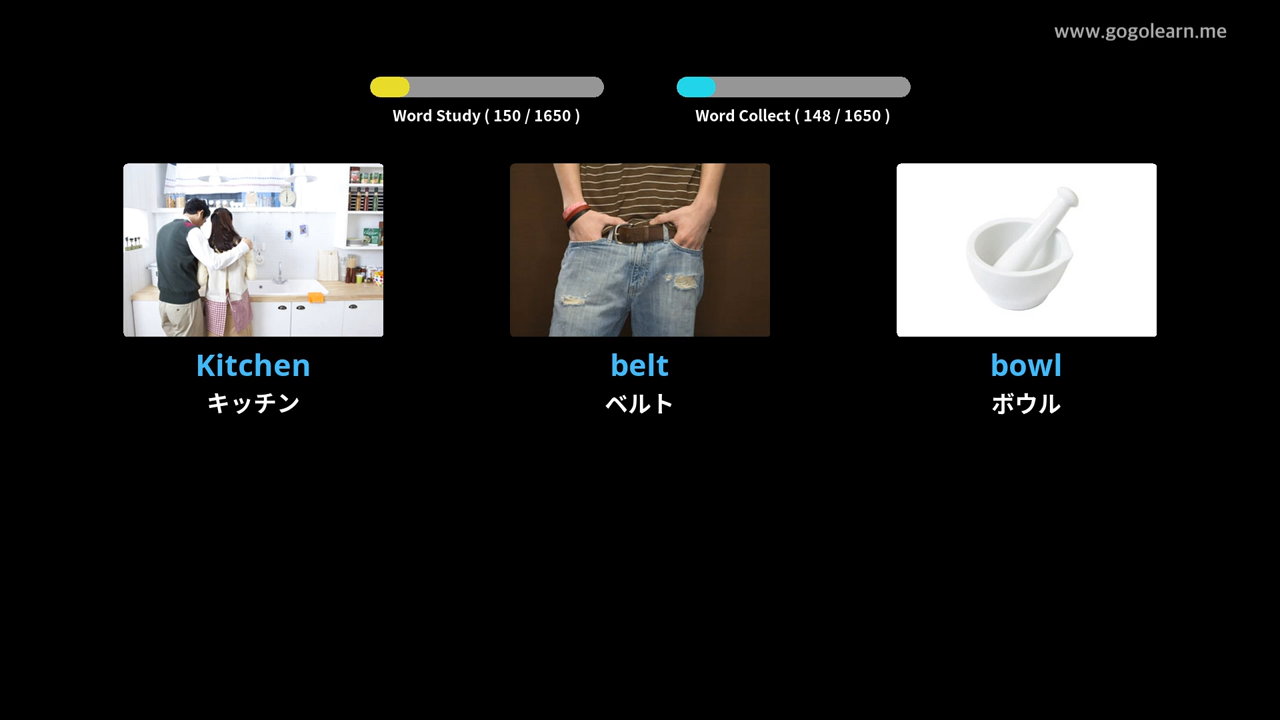 www.gogolearn.me
Word Study ( 150 / 1650 )
Word Collect ( 148 / 1650 )
Kitchen
キッチン
belt
ベルト
bowl
ボウル